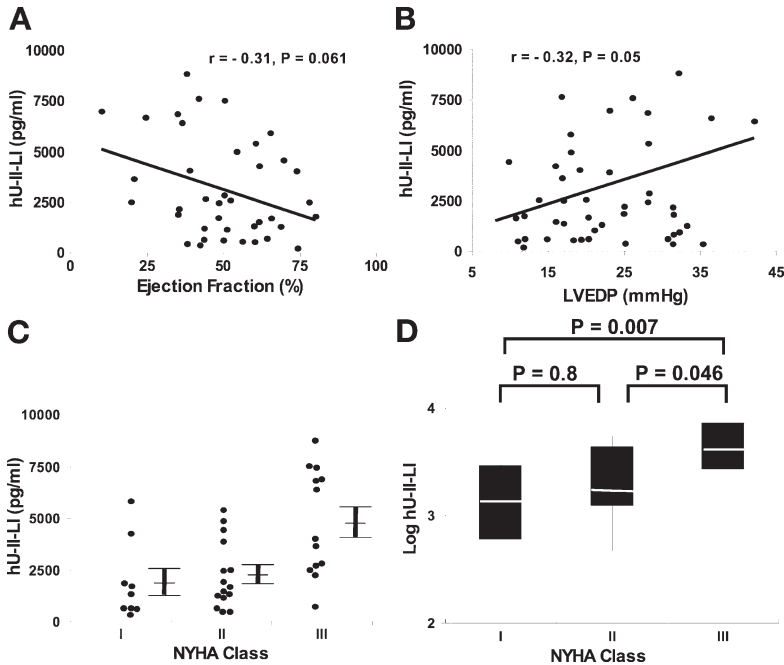 A
r = - 0.31, P = 0.061
10000
7500
5000
2500
0
hU-II-LI (pg/ml)
0 25 50 75 100
Ejection Fraction (%)
B
r = - 0.32, P = 0.05
10000
7500
5000
2500
0
hU-II-LI (pg/ml)
5 15 25 35 45
LVEDP (mmHg)
C
10000
7500
5000
2500
0
hU-II-LI (pg/ml)
I II III
NYHA Class
D
P = 0.007
P = 0.8 P = 0.046
4
3
2
Log hU-II-LI
I II III
NYHA Class